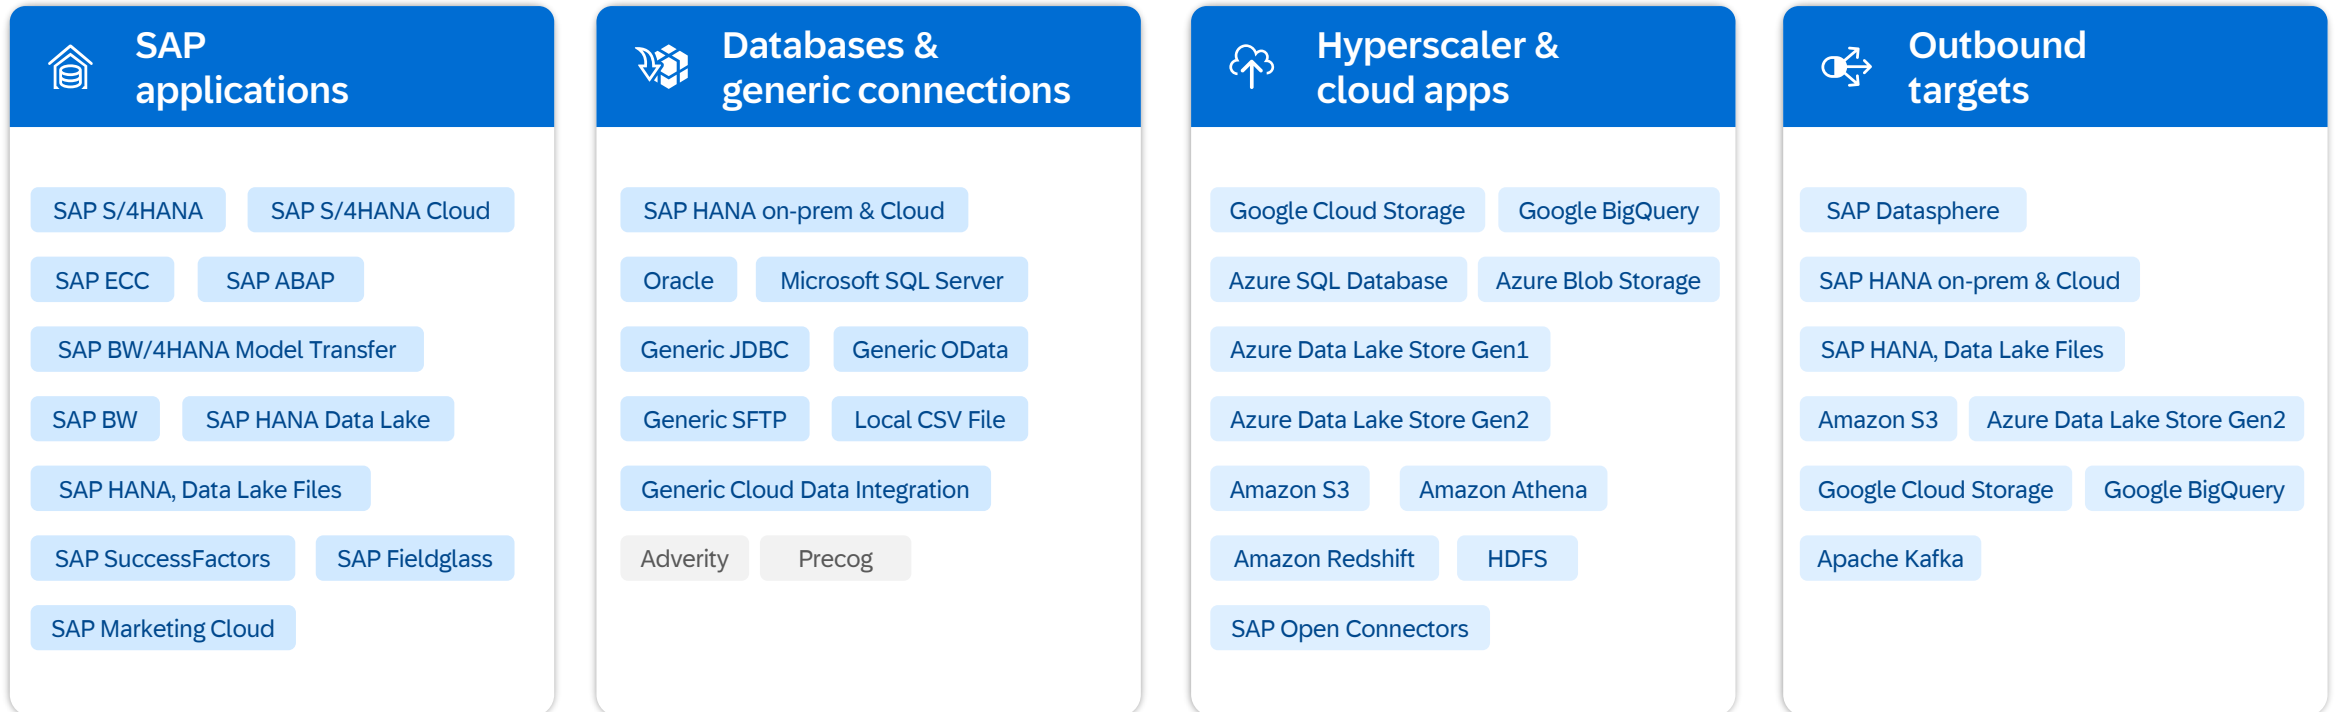 SAP
applications
SAP S/4HANA
SAP S/4HANA Cloud
SAP ECC
SAP ABAP
SAP BW/4HANA Model Transfer
SAP BW
SAP HANA Data Lake
SAP HANA, Data Lake Files
SAP SuccessFactors
SAP Fieldglass
SAP Marketing Cloud
Databases &
generic connections
SAP HANA on-prem & Cloud
Oracle
Microsoft SQL Server
Generic JDBC
Generic OData
Generic SFTP
Local CSV File
Generic Cloud Data Integration
Adverity
Precog
Hyperscaler &
cloud apps
Google Cloud Storage
Google BigQuery
Azure SQL Database
Azure Blob Storage
Azure Data Lake Store Gen1
Azure Data Lake Store Gen2
Amazon S3
Amazon Athena
Amazon Redshift
HDFS
SAP Open Connectors
Outbound
targets
SAP Datasphere
SAP HANA on-prem & Cloud
SAP HANA, Data Lake Files
Amazon S3
Azure Data Lake Store Gen2
Google Cloud Storage
Google BigQuery
Apache Kafka